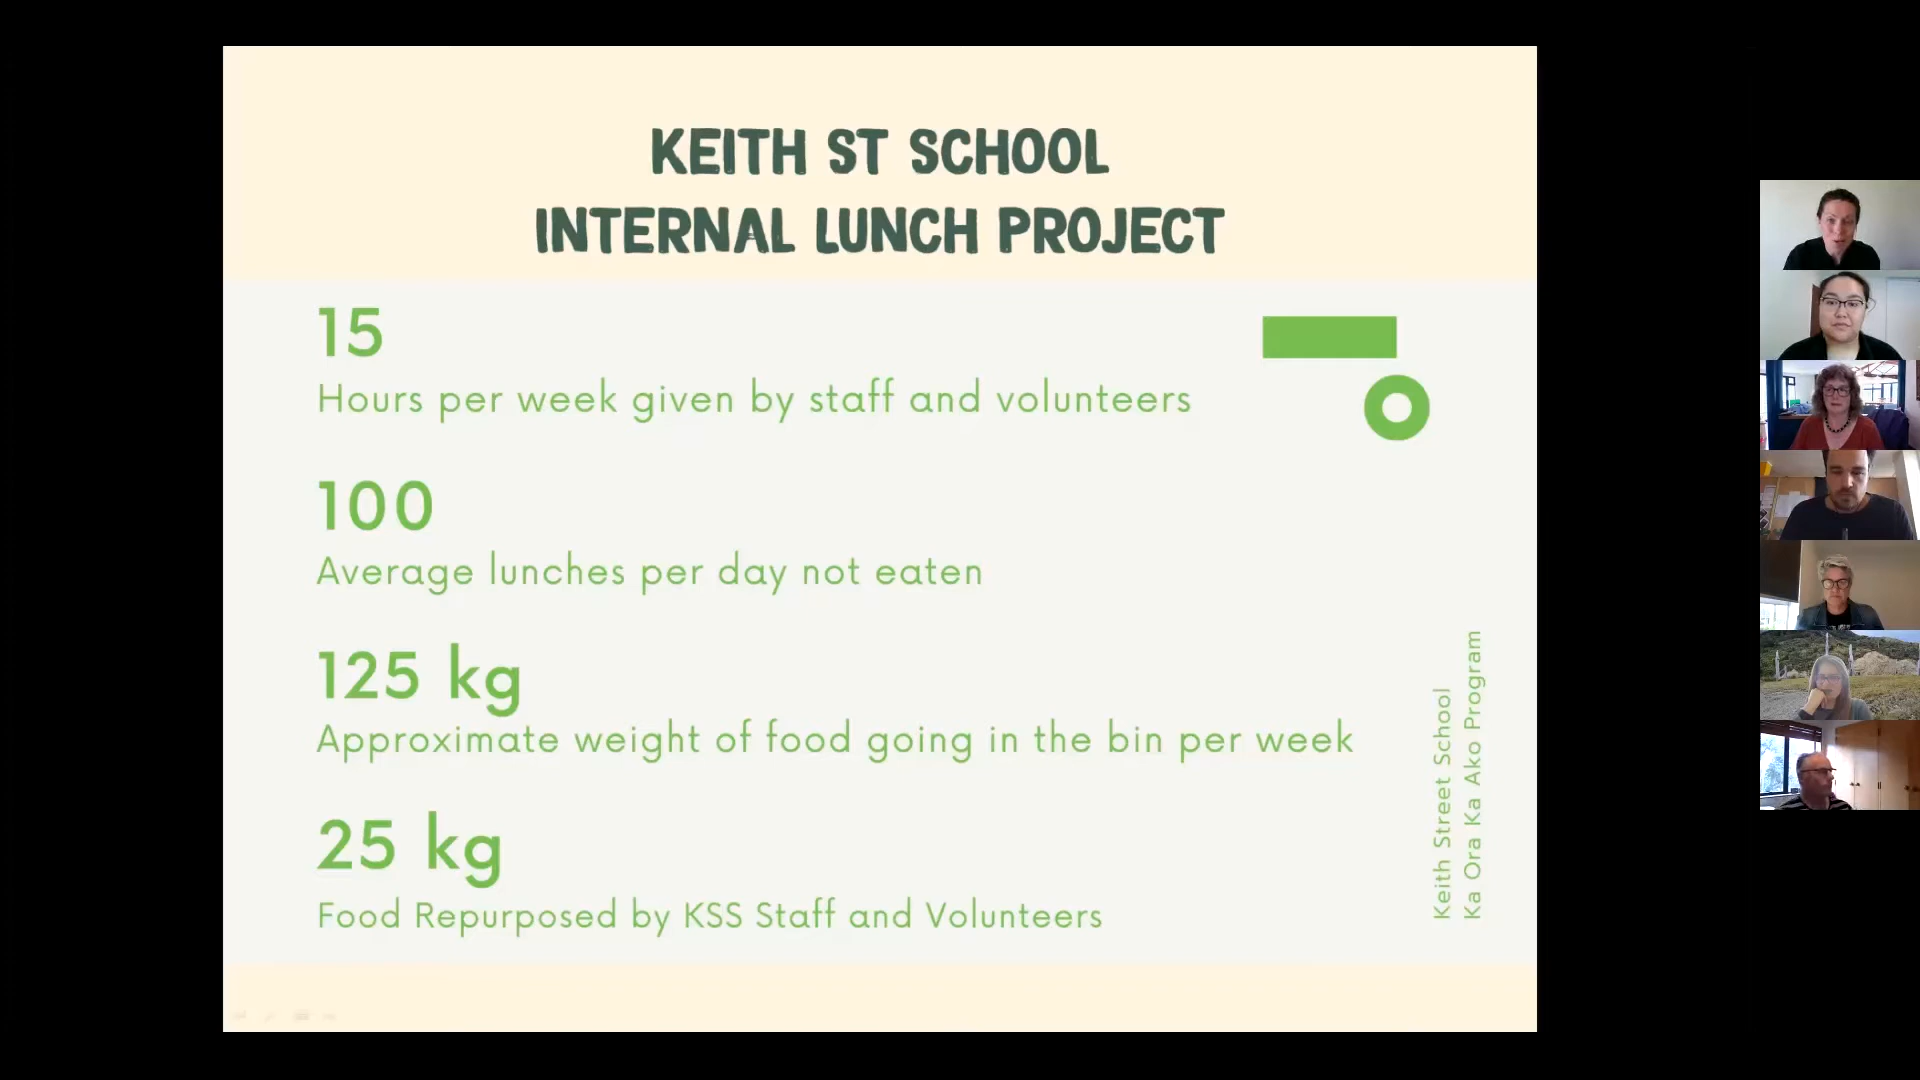 KEITH ST SCHOOL
INTERNAL LUNCH PROJECT
15
Hours per week given by staff and volunteers
100
Average lunches per day not eaten
125 kg
Approximate weight of food going in the bin per week
25 kg
Food Repurposed by KSS Staff and Volunteers
Keith Street School
Ka Ora Ka Ako Program